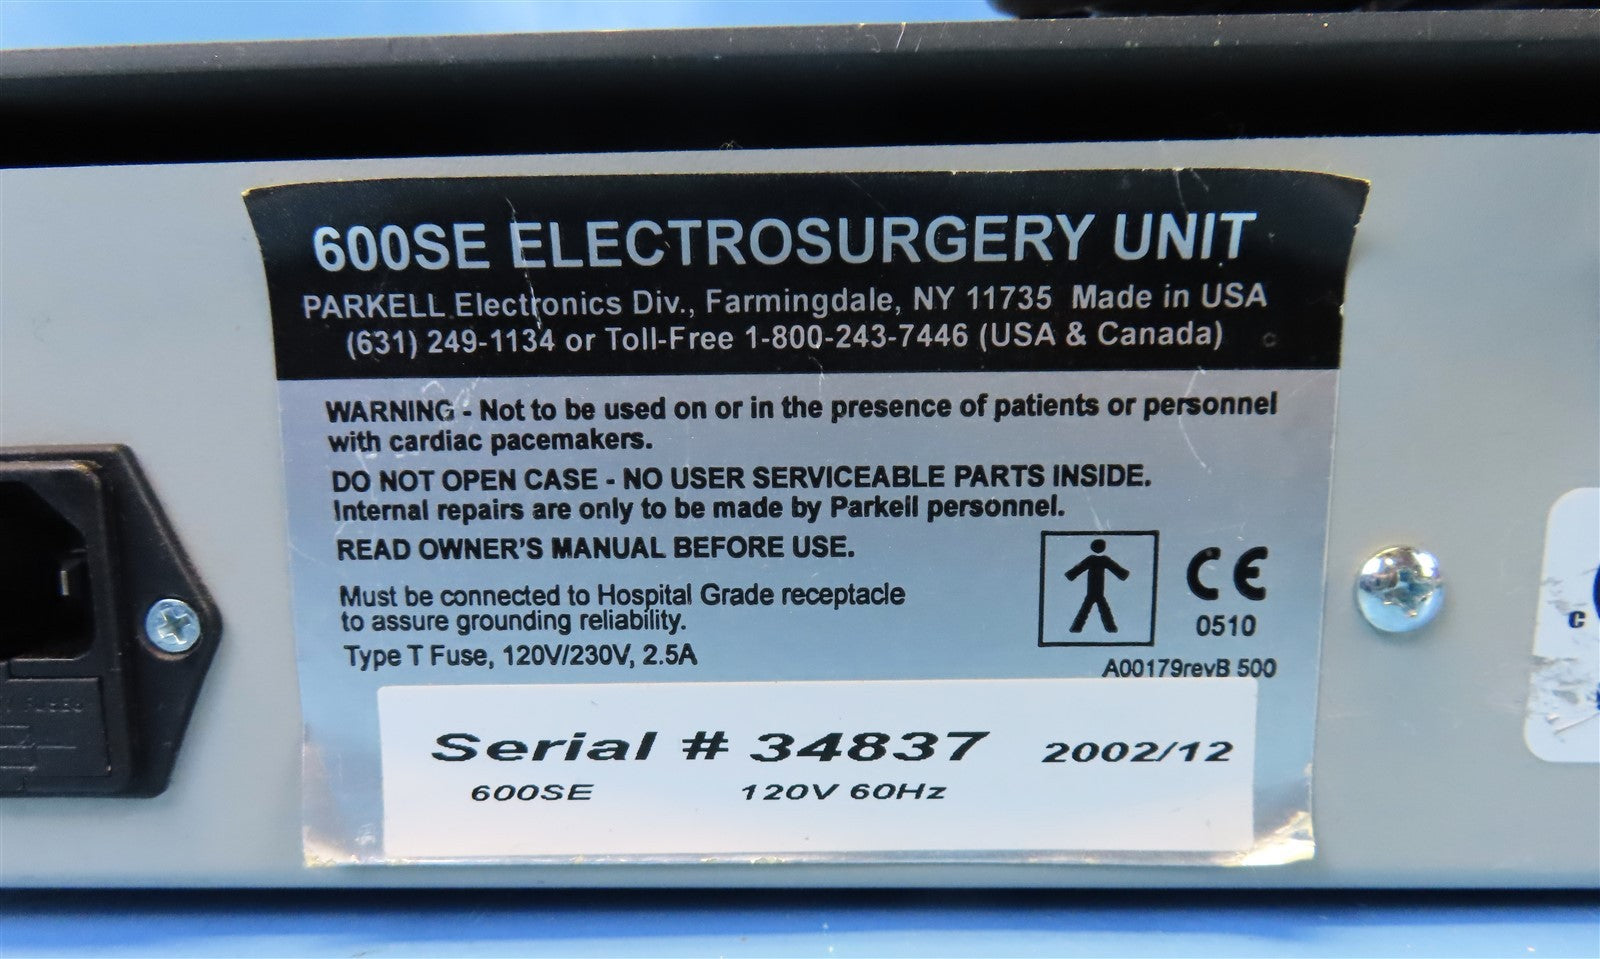 600SE ELECTROSURGERY UNIT
PARKELL Electronics Div., Farmingdale, NY 11735 Made in USA
(631) 249-1134 or Toll-Free 1-800-243-7446 (USA & Canada)
WARNING - Not to be used on or in the presence of patients or personnel
with cardiac pacemakers.
DO NOT OPEN CASE - NO USER SERVICEABLE PARTS INSIDE.
Internal repairs are only to be made by Parkell personnel.
READ OWNER'S MANUAL BEFORE USE.
Must be connected to Hospital Grade receptacle
to assure grounding reliability.
Type T Fuse, 120V/230V, 2.5A
CE
0510
A00179revB 500
Serial # 34837 2002/12
600SE 120V 60Hz
c